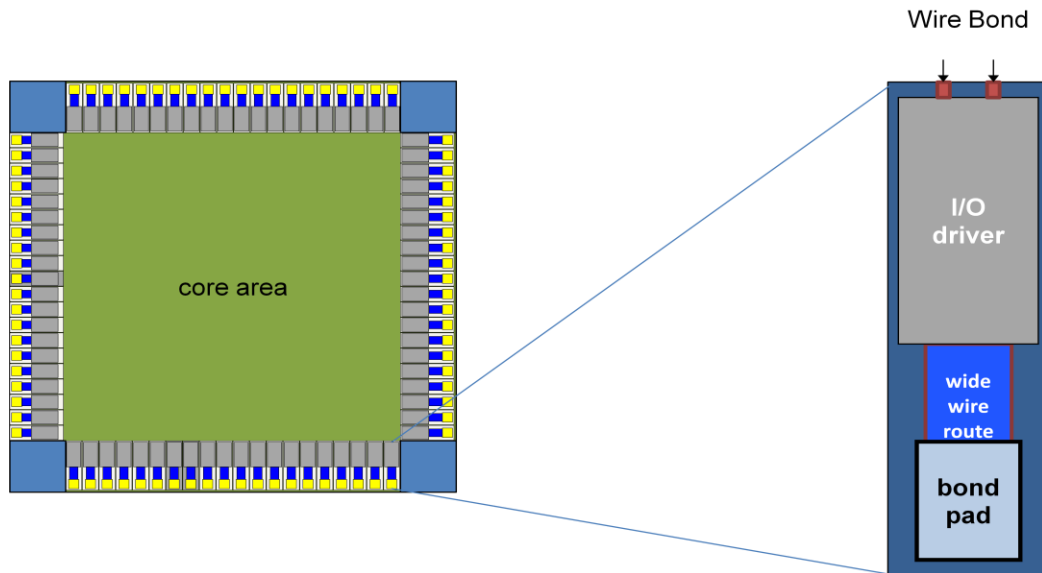 Wire Bond
core area
I/O
driver
wide
wire
route
bond
pad